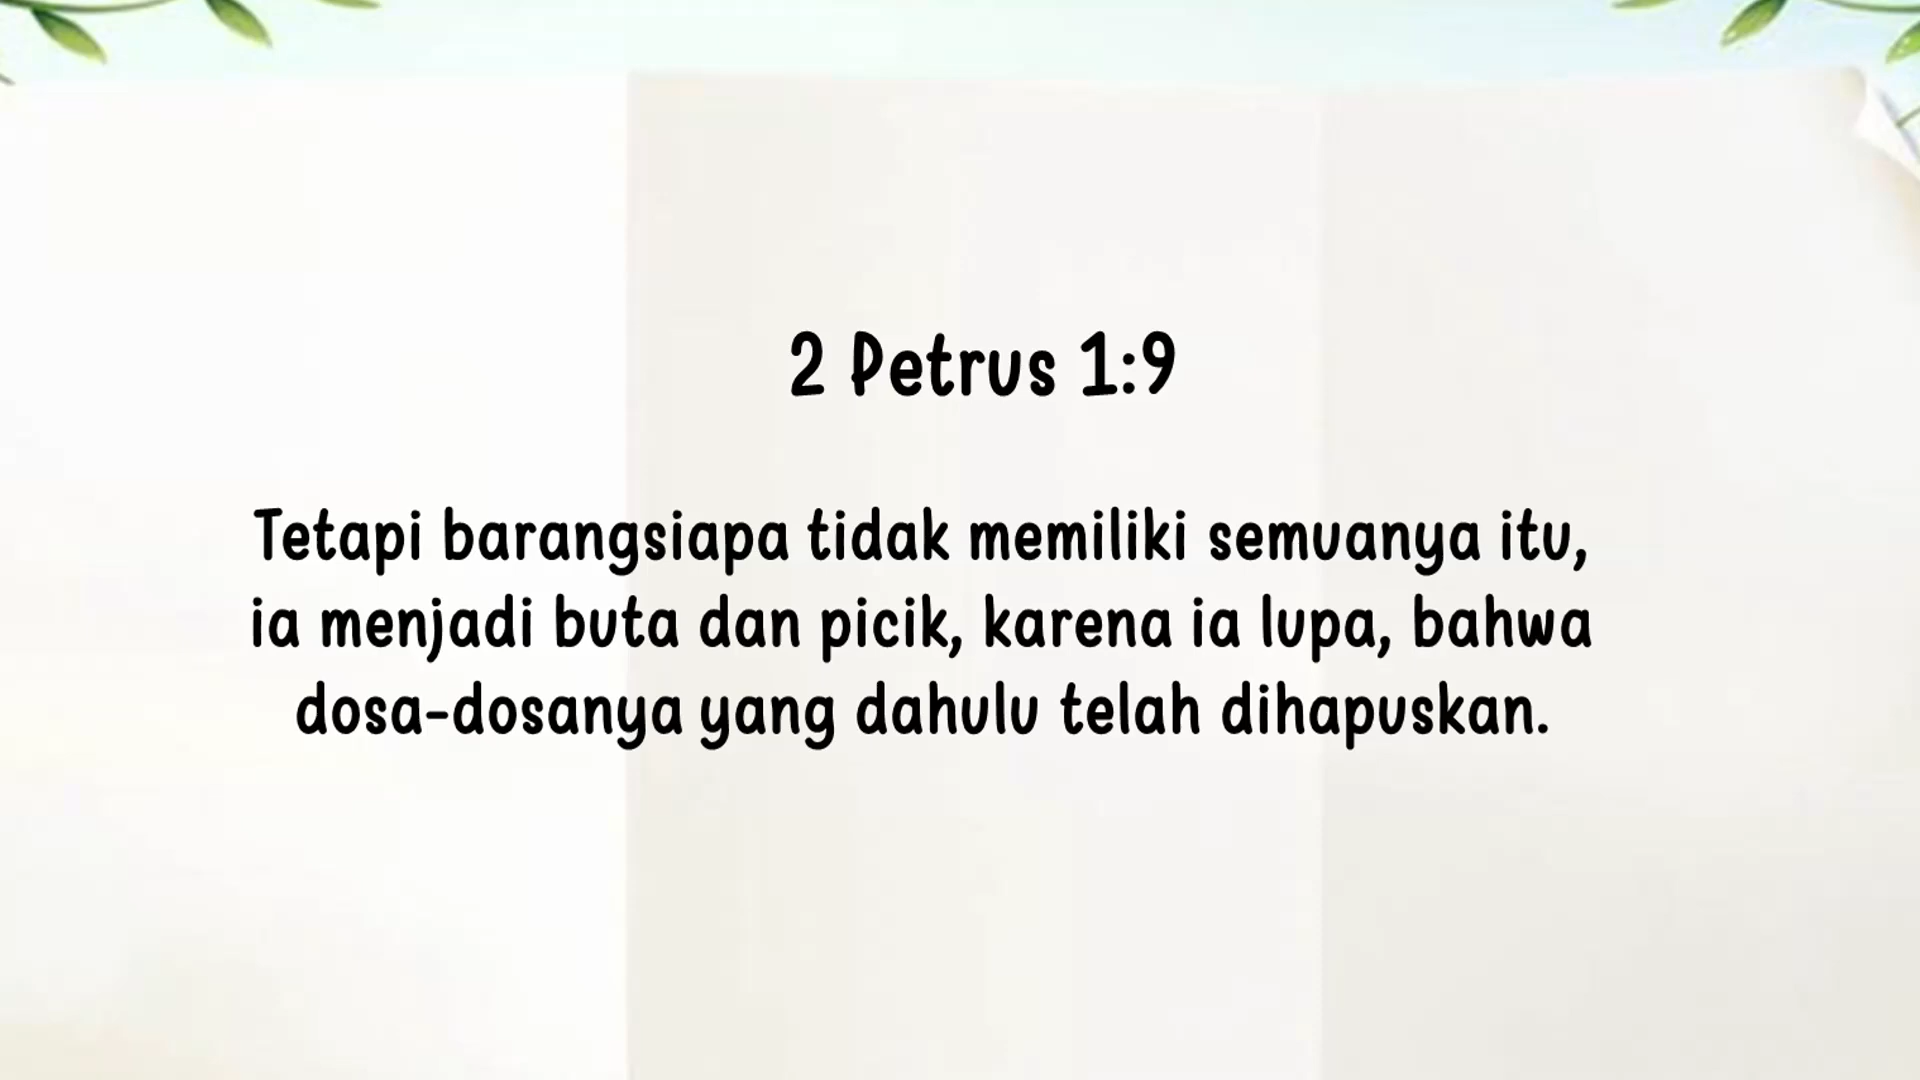 2 Petrus 1:9
Tetapi barangsiapa tidak memiliki semuanya itu,
ia menjadi buta dan picik, karena ia lupa, bahwa
dosa-dosanya yang dahulu telah dihapuskan.